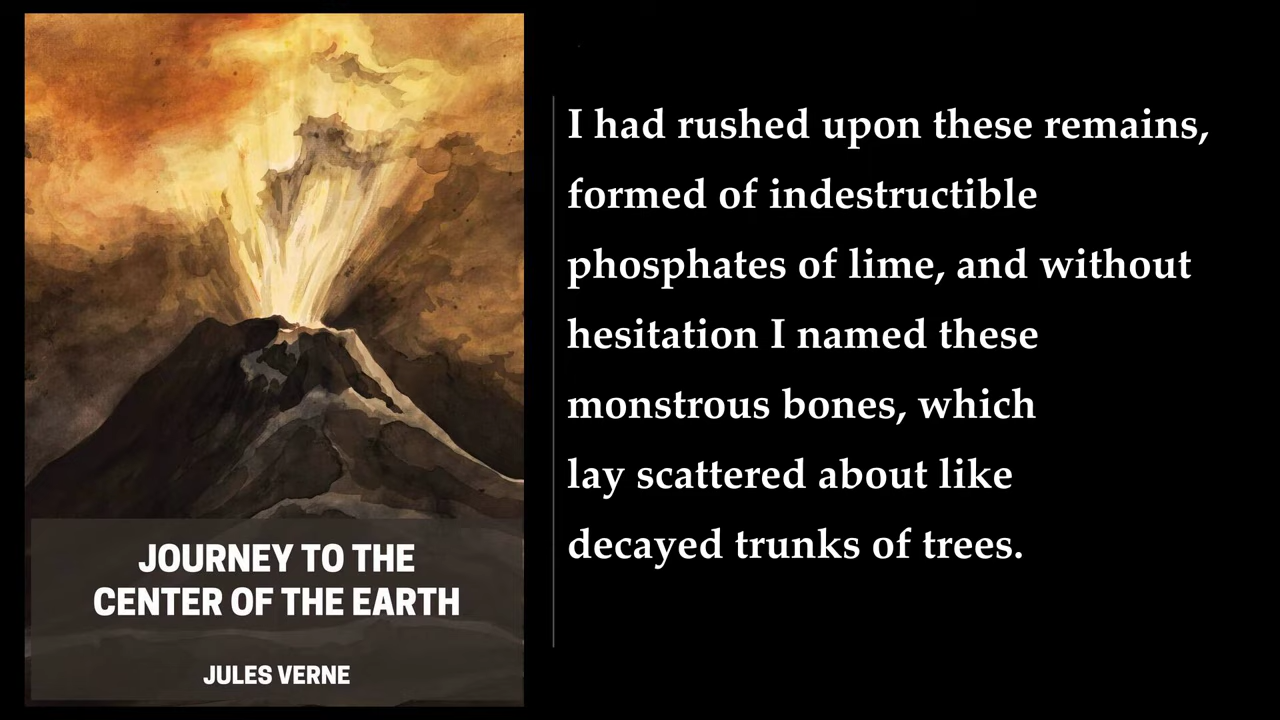 JOURNEY TO THE
CENTER OF THE EARTH
JULES VERNE
I had rushed upon these remains,
formed of indestructible
phosphates of lime, and without
hesitation I named these
monstrous bones, which
lay scattered about like
decayed trunks of trees.